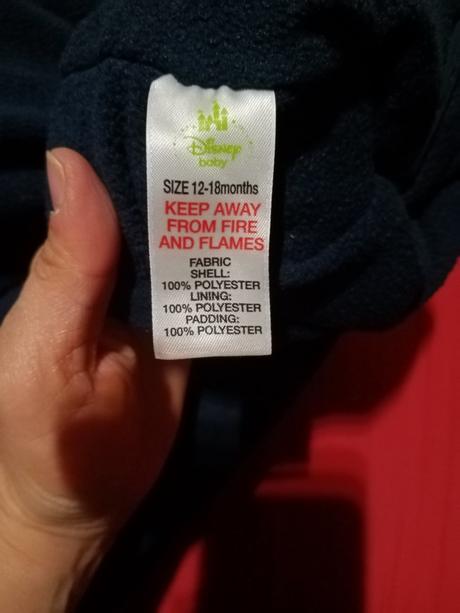 Disney
baby
SIZE 12-18months
KEEP AWAY
FROM FIRE
AND FLAMES
FABRIC
SHELL:
100% POLYESTER
LINING:
100% POLYESTER
PADDING:
100% POLYESTER